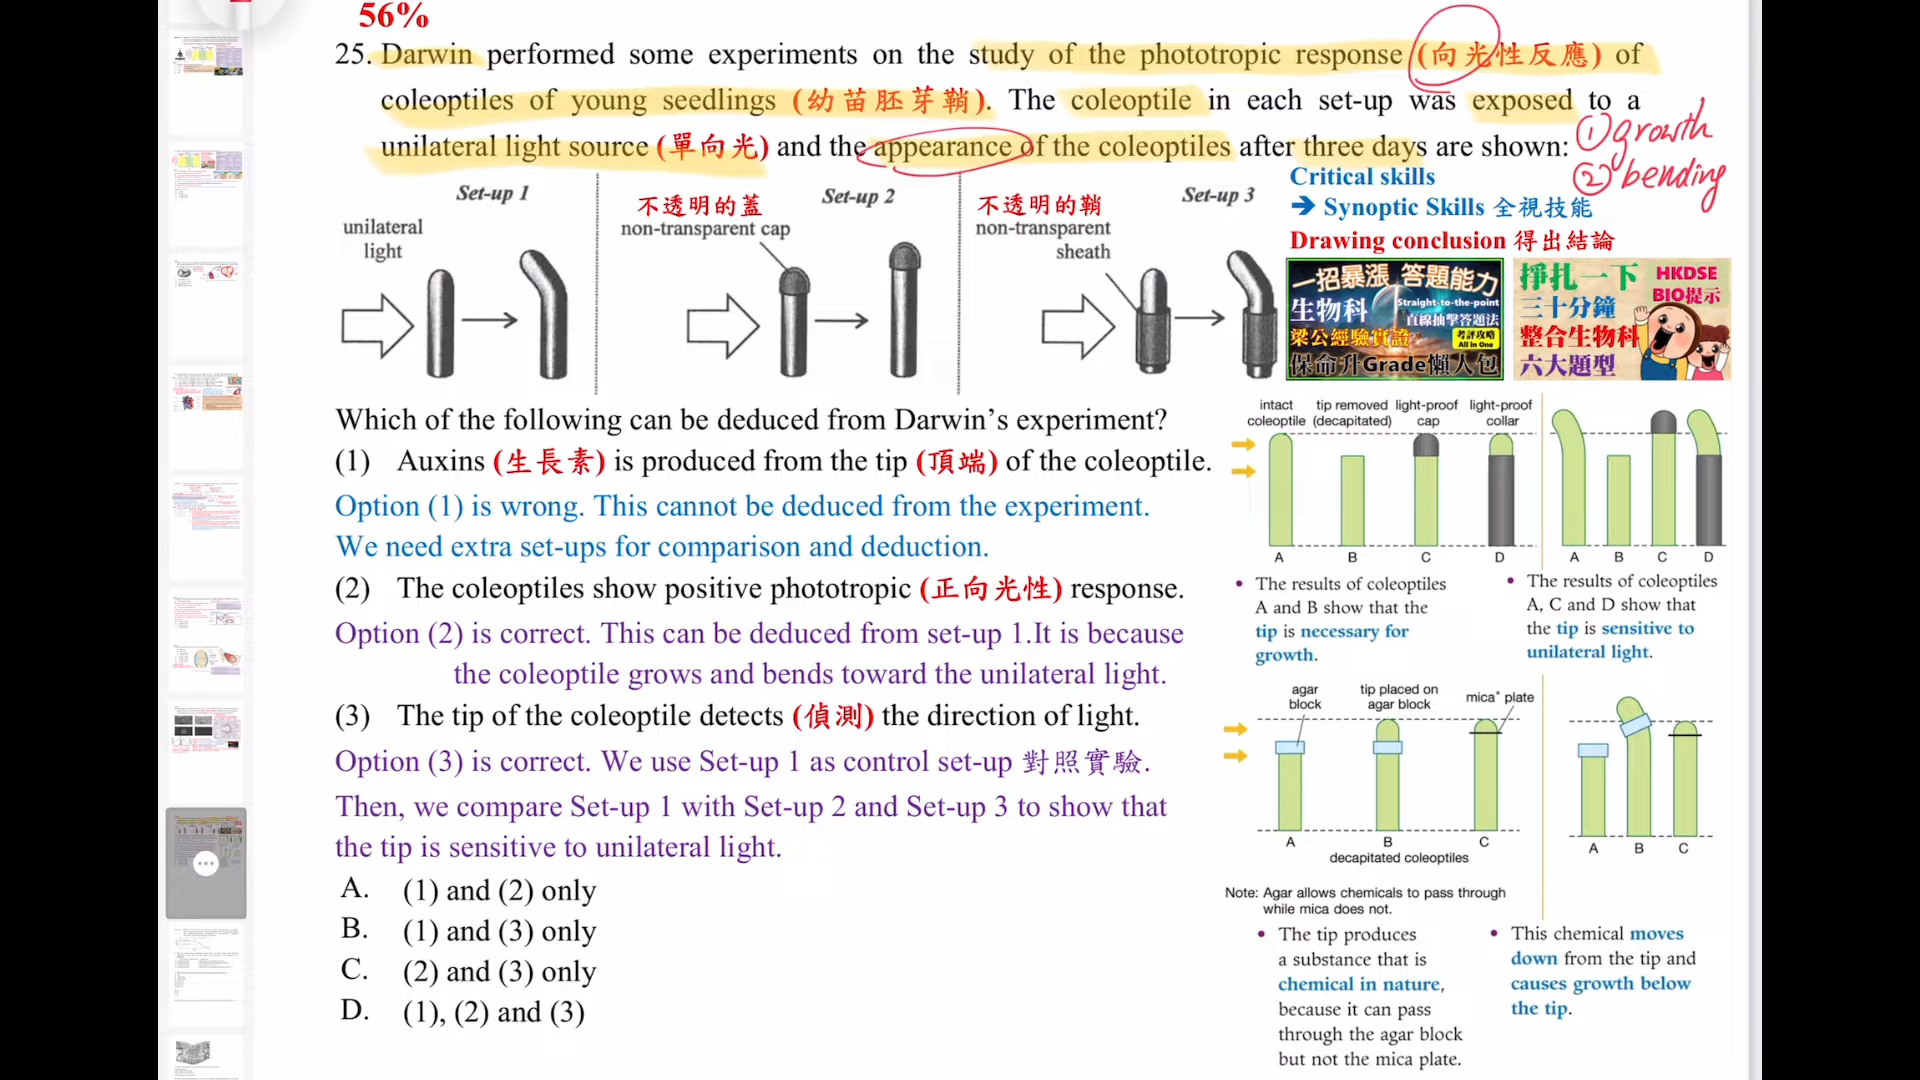 56%
25. Darwin performed some experiments on the study of the phototropic response (向光性反應) of
coleoptiles of young seedlings (幼苗胚芽鞘). The coleoptile in each set-up was exposed to a
unilateral light source (單向光) and the appearance of the coleoptiles after three days are shown:
①growth
②bending
Set-up 1
unilateral
light
不透明的蓋
Set-up 2
non-transparent cap
不透明的鞘
Set-up 3
non-transparent
sheath
Critical skills
➔ Synoptic Skills 全視技能
Drawing conclusion 得出結論
一招暴漲 答題能力
生物科
Straight-to-the-point
直線抽擊答題法
梁公經驗實證
考評攻略
All in One
保命升Grade懶人包
掙扎一下
HKDSE
BIO提示
三十分鐘
整合生物科
六大題型
Which of the following can be deduced from Darwin's experiment?
(1) Auxins (生長素) is produced from the tip (頂端) of the coleoptile.
Option (1) is wrong. This cannot be deduced from the experiment.
We need extra set-ups for comparison and deduction.
(2) The coleoptiles show positive phototropic (正向光性) response.
Option (2) is correct. This can be deduced from set-up 1.It is because
the coleoptile grows and bends toward the unilateral light.
(3) The tip of the coleoptile detects (偵測) the direction of light.
Option (3) is correct. We use Set-up 1 as control set-up 對照實驗.
Then, we compare Set-up 1 with Set-up 2 and Set-up 3 to show that
the tip is sensitive to unilateral light.
A. (1) and (2) only
B. (1) and (3) only
C. (2) and (3) only
D. (1), (2) and (3)
intact
coleoptile
tip removed
(decapitated)
light-proof
cap
light-proof
collar
A B C D
A B C D
• The results of coleoptiles
A and B show that the
tip is necessary for
growth.
• The results of coleoptiles
A, C and D show that
the tip is sensitive to
unilateral light.
agar
block
tip placed on
agar block
mica* plate
A B C
decapitated coleoptiles
A B C
Note: Agar allows chemicals to pass through
while mica does not.
• The tip produces
a substance that is
chemical in nature,
because it can pass
through the agar block
but not the mica plate.
• This chemical moves
down from the tip and
causes growth below
the tip.